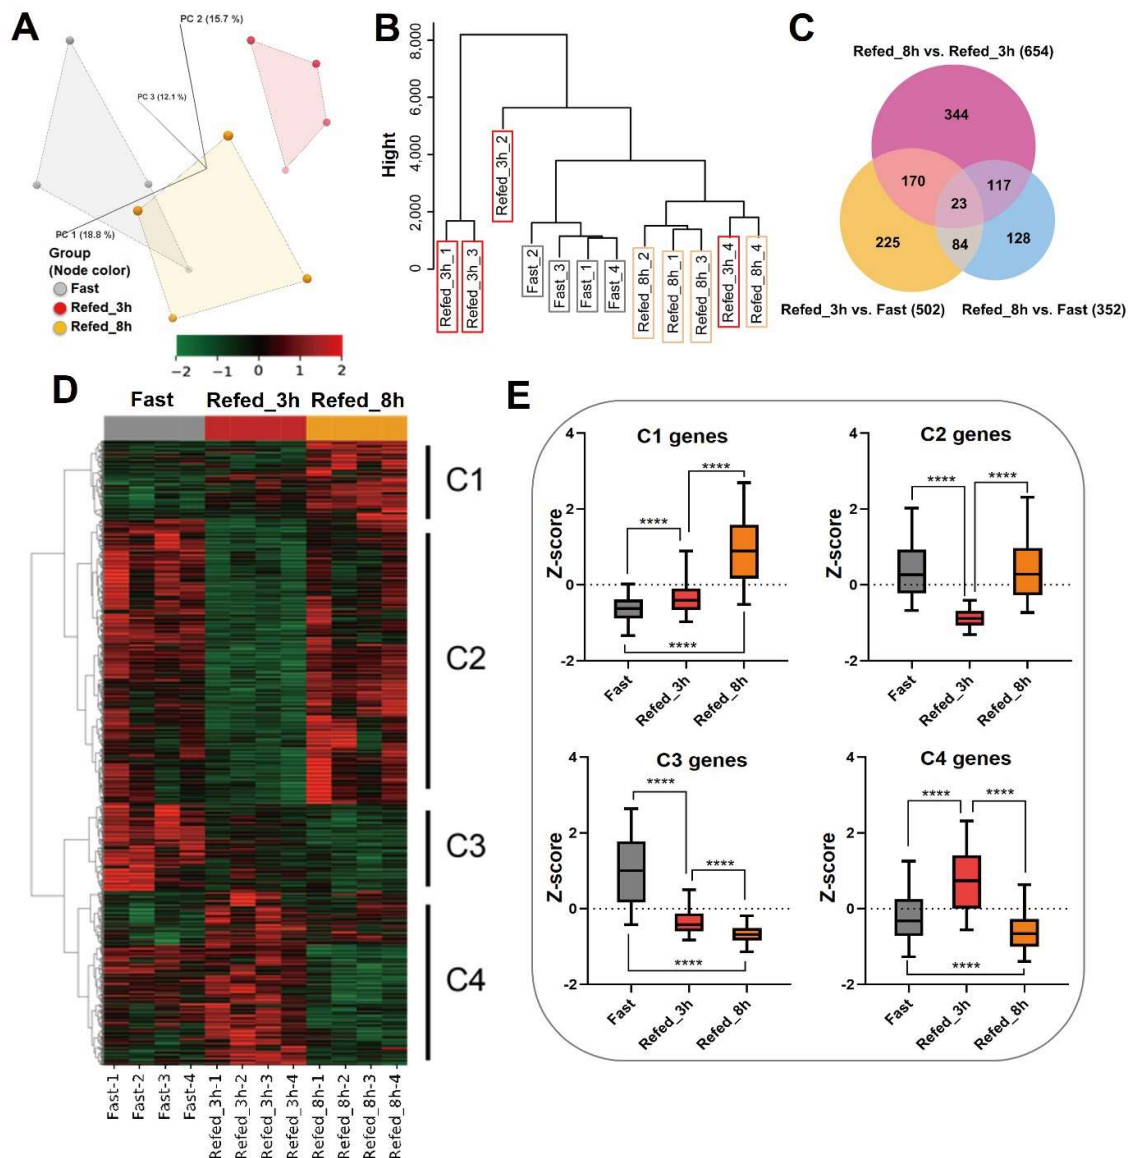 A
PC 2 (15.7 %)
PC 3 (12.1 %)
PC 1 (18.8 %)
Group
(Node color)
Fast
Refed_3h
Refed_8h
−2 −1 0 1 2
B
Hight
8,000
6,000
4,000
2,000
0
Refed_3h_1
Refed_3h_3
Refed_3h_2
Fast_2
Fast_3
Fast_1
Fast_4
Refed_8h_2
Refed_8h_1
Refed_8h_3
Refed_3h_4
Refed_8h_4
C
Refed_8h vs. Refed_3h (654)
344
170
117
23
225
84
128
Refed_3h vs. Fast (502)
Refed_8h vs. Fast (352)
D
Fast Refed_3h Refed_8h
C1
C2
C3
C4
Fast-1
Fast-2
Fast-3
Fast-4
Refed_3h-1
Refed_3h-2
Refed_3h-3
Refed_3h-4
Refed_8h-1
Refed_8h-2
Refed_8h-3
Refed_8h-4
E
C1 genes
Z-score
4
2
0
-2
****
****
****
Fast
Refed_3h
Refed_8h
C2 genes
Z-score
4
2
0
-2
****
****
Fast
Refed_3h
Refed_8h
C3 genes
Z-score
4
2
0
-2
****
****
****
Fast
Refed_3h
Refed_8h
C4 genes
Z-score
4
2
0
-2
****
****
****
Fast
Refed_3h
Refed_8h